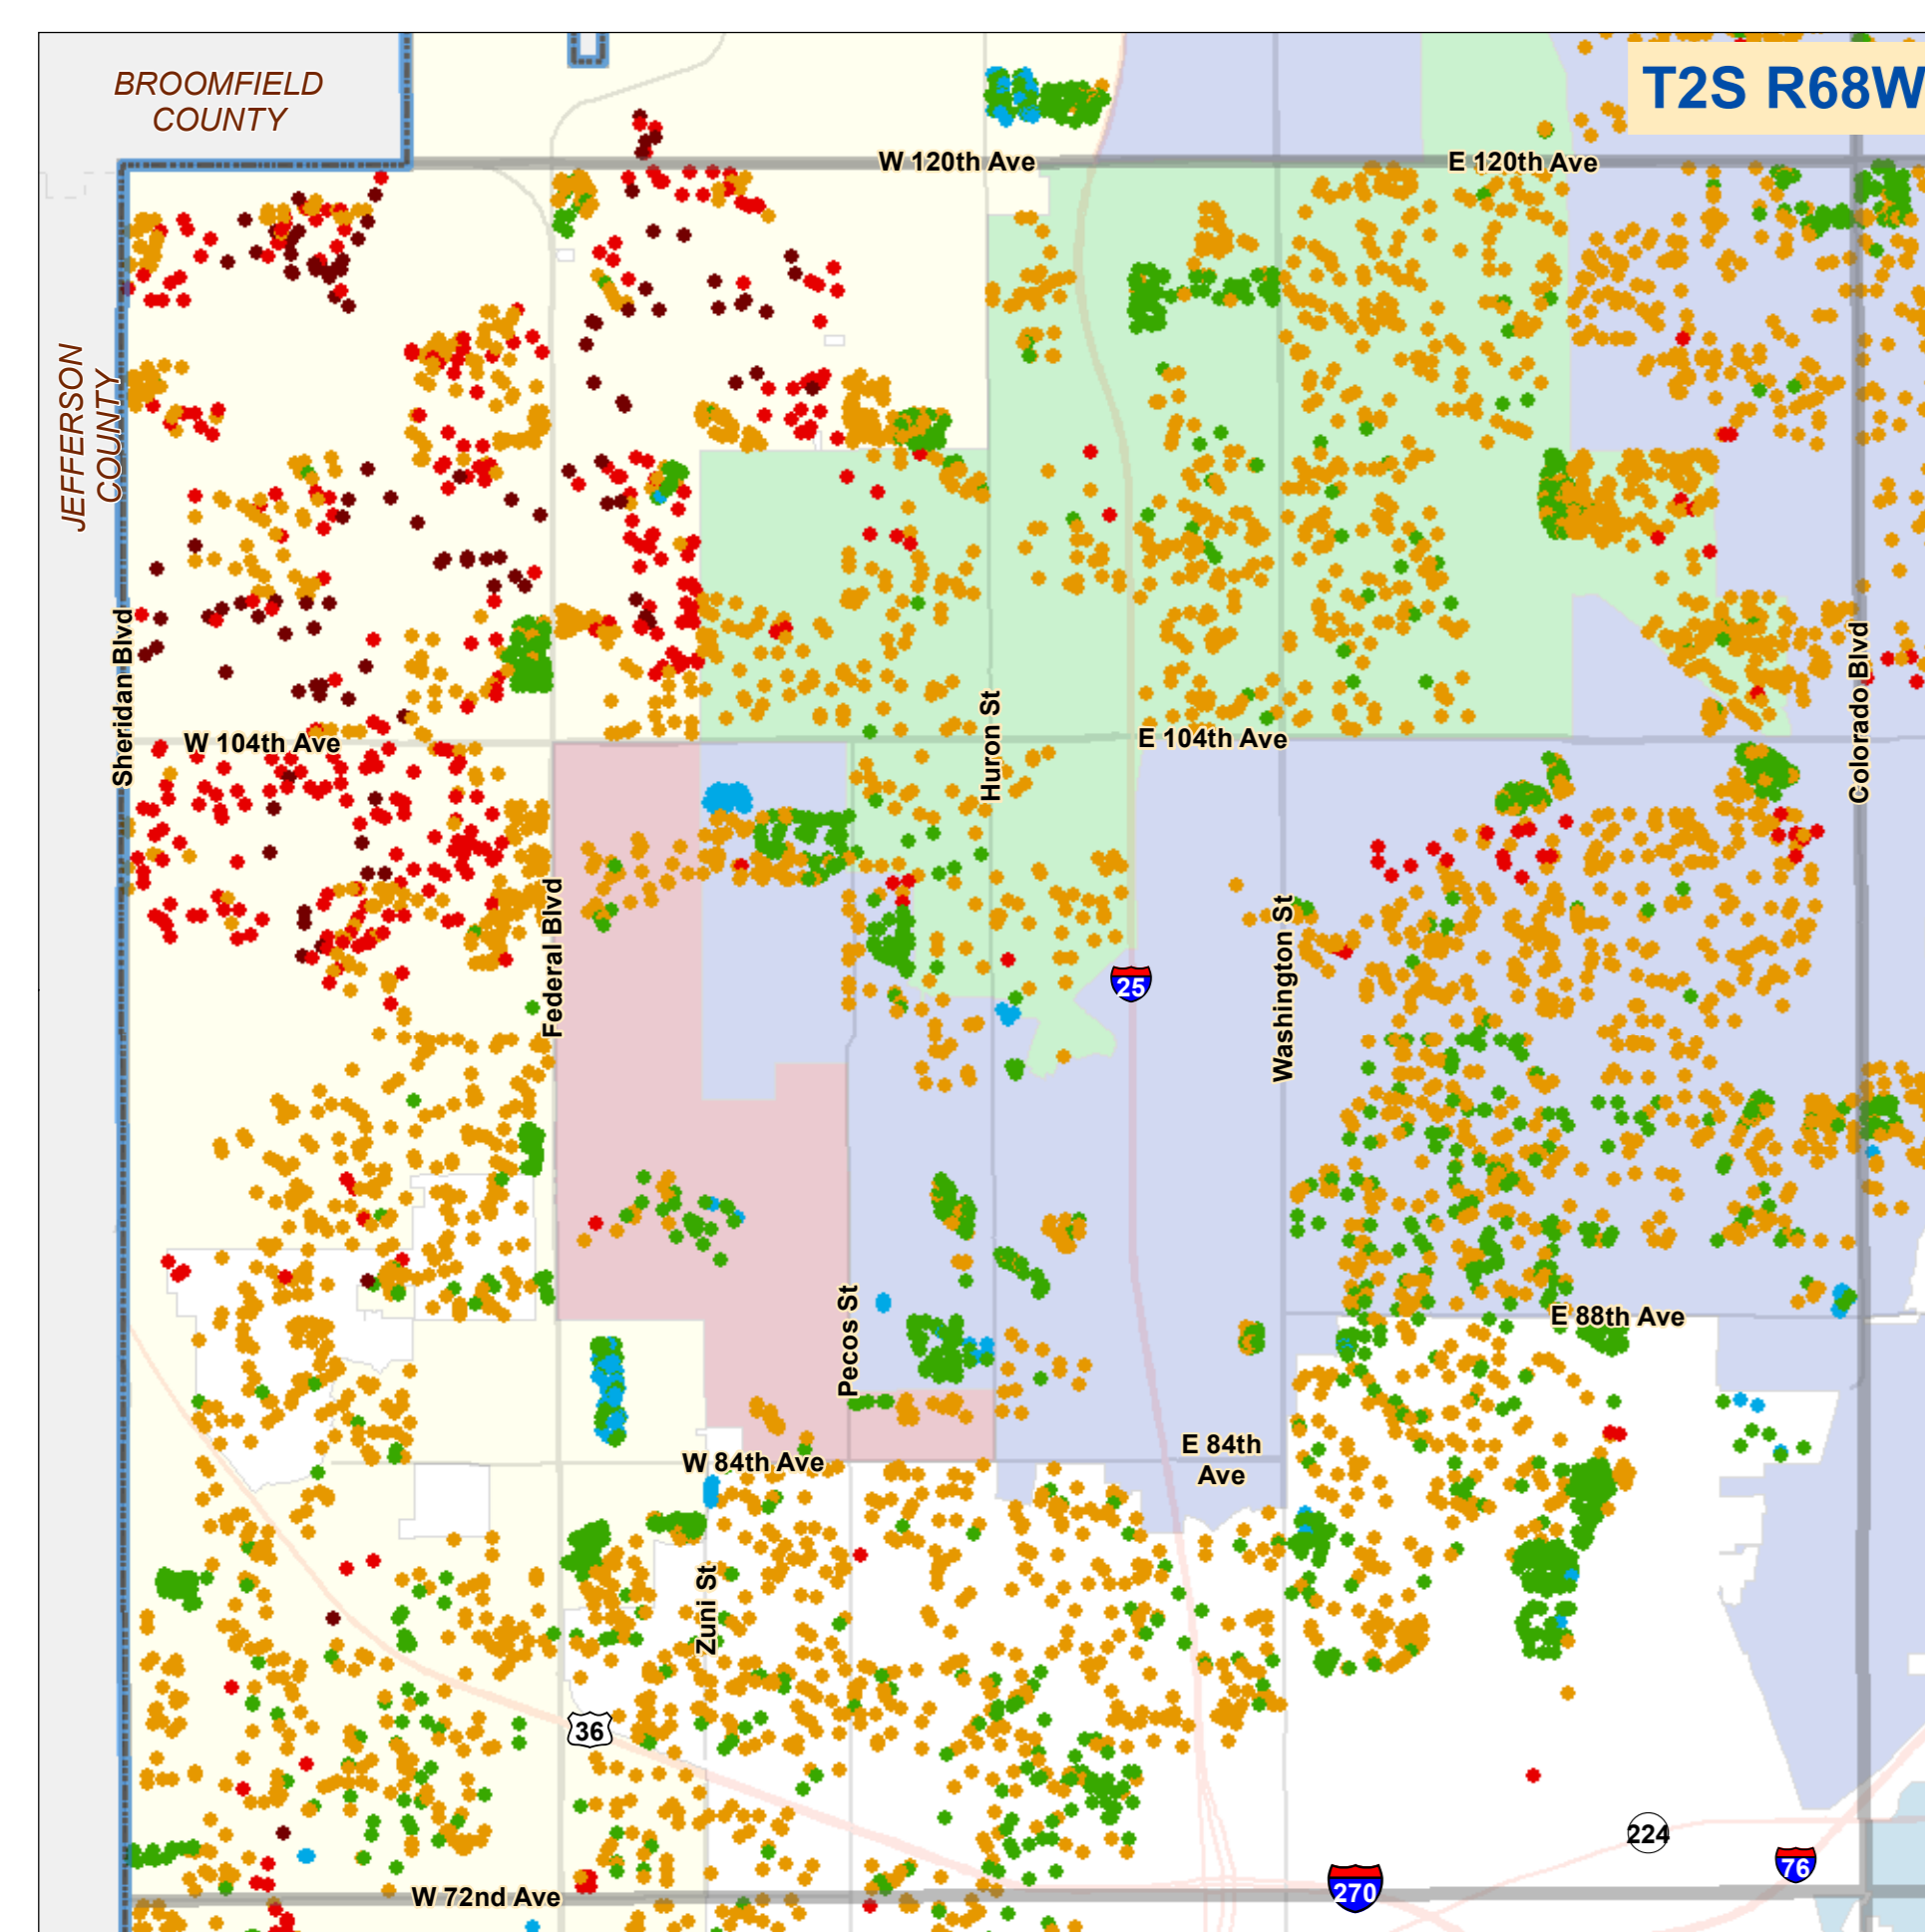 BROOMFIELD
COUNTY
T2S R68W
W 120th Ave
E 120th Ave
JEFFERSON
COUNTY
Sheridan Blvd
W 104th Ave
Huron St
E 104th Ave
Colorado Blvd
Federal Blvd
25
Washington St
Pecos St
E 88th Ave
W 84th Ave
E 84th
Ave
Zuni St
36
224
76
270
W 72nd Ave